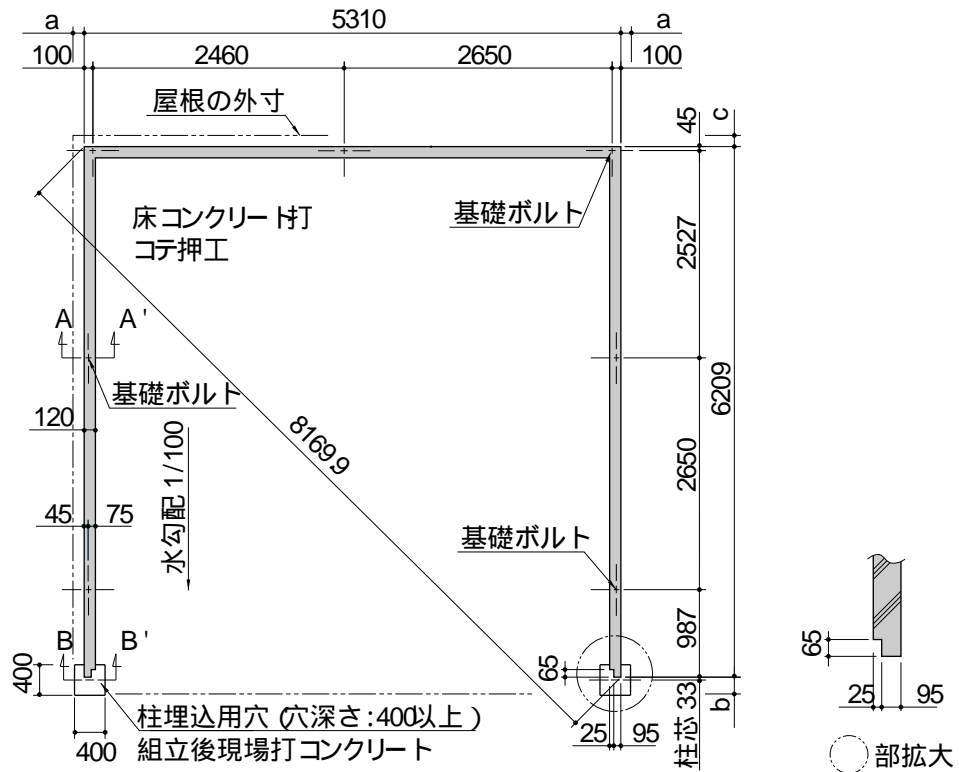 a 5310 a
100 2460 2650 100
屋根の外寸
45 c
床コンクリート打
コテ押工
基礎ボルト
2527
A A'
基礎ボルト
6209
120
8169.9
水勾配 1/100
2650
45 75
基礎ボルト
987
B B'
400
65
柱芯 33
b
柱埋込用穴 (穴深さ:400以上)
組立後現場打コンクリート
400
25 95
65
25 95
部拡大